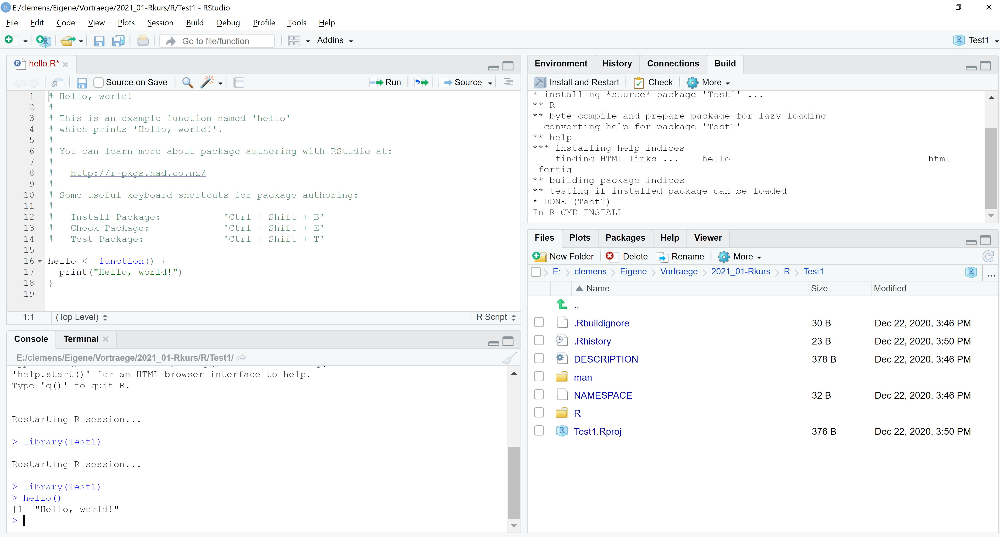 E:/clemens/Eigene/Vortraege/2021_01-Rkurs/R/Test1 - RStudio
File Edit Code View Plots Session Build Debug Profile Tools Help
Go to file/function Addins Test1
hello.R*
Source on Save Run Source
1 # Hello, world!
2 #
3 # This is an example function named 'hello'
4 # which prints 'Hello, world!'.
5 #
6 # You can learn more about package authoring with RStudio at:
7 #
8 #   http://r-pkgs.had.co.nz/
9 #
10 # Some useful keyboard shortcuts for package authoring:
11 #
12 #   Install Package:           'Ctrl + Shift + B'
13 #   Check Package:             'Ctrl + Shift + E'
14 #   Test Package:              'Ctrl + Shift + T'
15
16 hello <- function() {
17   print("Hello, world!")
18 }
19
1:1 (Top Level) R Script
Console Terminal
E:/clemens/Eigene/Vortraege/2021_01-Rkurs/R/Test1/
'help.start()' for an HTML browser interface to help.
Type 'q()' to quit R.
Restarting R session...
> library(Test1)
Restarting R session...
> library(Test1)
> hello()
[1] "Hello, world!"
>
Environment History Connections Build
Install and Restart Check More
* installing *source* package 'Test1' ...
** R
** byte-compile and prepare package for lazy loading
  converting help for package 'Test1'
** help
*** installing help indices
    finding HTML links ...    hello                                   html
 fertig
** building package indices
** testing if installed package can be loaded
* DONE (Test1)
In R CMD INSTALL
Files Plots Packages Help Viewer
New Folder Delete Rename More
E: clemens Eigene Vortraege 2021_01-Rkurs R Test1 ...
Name Size Modified
..
.Rbuildignore 30 B Dec 22, 2020, 3:46 PM
.Rhistory 23 B Dec 22, 2020, 3:50 PM
DESCRIPTION 378 B Dec 22, 2020, 3:46 PM
man
NAMESPACE 32 B Dec 22, 2020, 3:46 PM
R
Test1.Rproj 376 B Dec 22, 2020, 3:50 PM